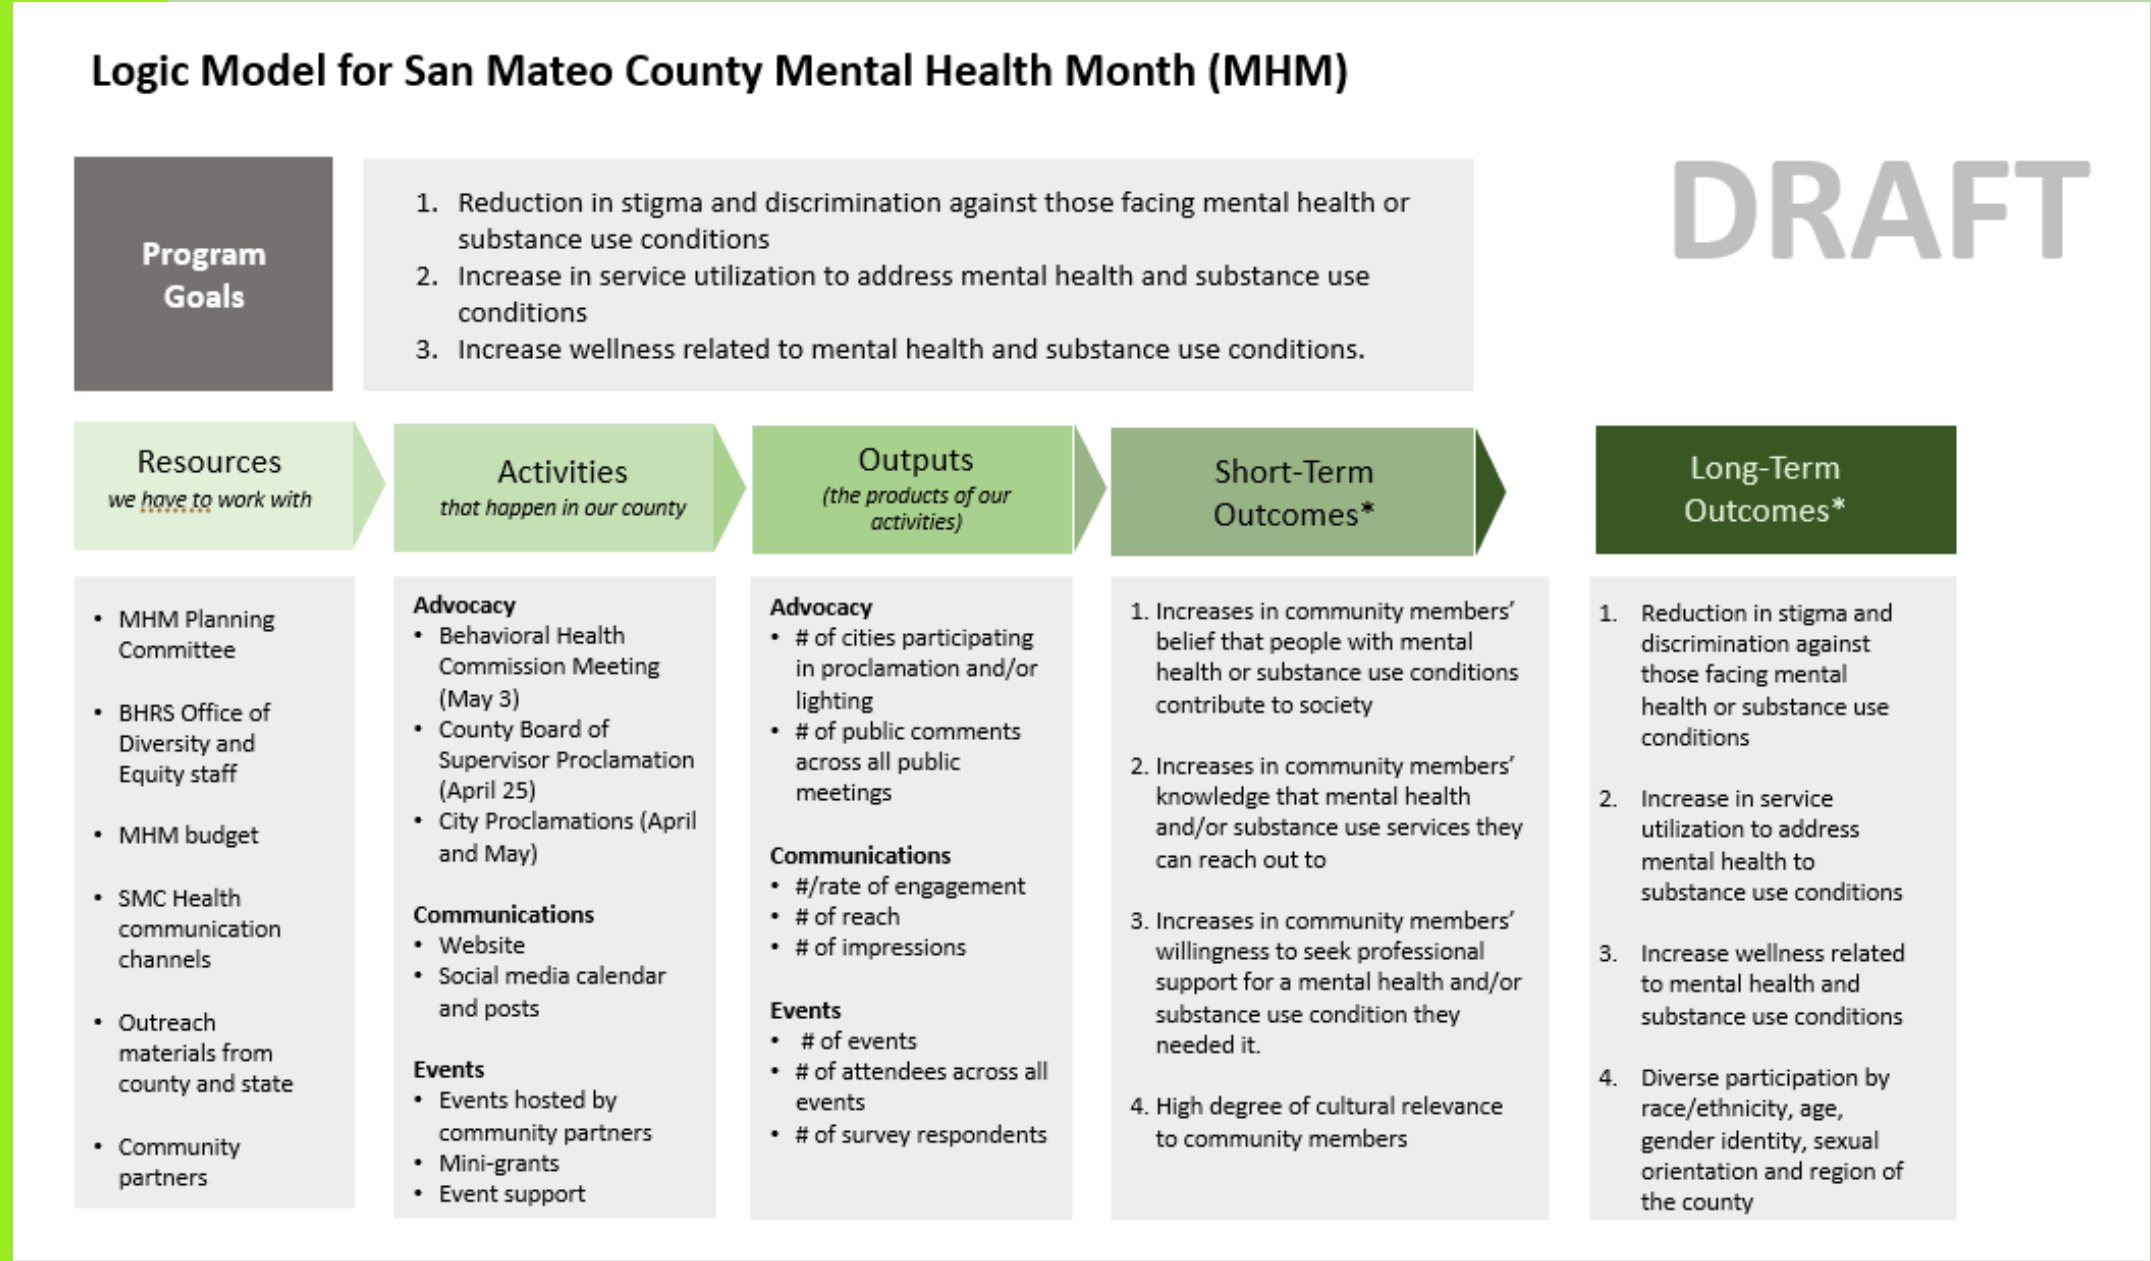 Logic Model for San Mateo County Mental Health Month (MHM)
DRAFT
Program
Goals
1. Reduction in stigma and discrimination against those facing mental health or
substance use conditions
2. Increase in service utilization to address mental health and substance use
conditions
3. Increase wellness related to mental health and substance use conditions.
Resources
we have to work with
• MHM Planning
Committee
• BHRS Office of
Diversity and
Equity staff
• MHM budget
• SMC Health
communication
channels
• Outreach
materials from
county and state
• Community
partners
Activities
that happen in our county
Advocacy
• Behavioral Health
Commission Meeting
(May 3)
• County Board of
Supervisor Proclamation
(April 25)
• City Proclamations (April
and May)
Communications
• Website
• Social media calendar
and posts
Events
• Events hosted by
community partners
• Mini-grants
• Event support
Outputs
(the products of our
activities)
Advocacy
• # of cities participating
in proclamation and/or
lighting
• # of public comments
across all public
meetings
Communications
• #/rate of engagement
• # of reach
• # of impressions
Events
• # of events
• # of attendees across all
events
• # of survey respondents
Short-Term
Outcomes*
1. Increases in community members’
belief that people with mental
health or substance use conditions
contribute to society
2. Increases in community members’
knowledge that mental health
and/or substance use services they
can reach out to
3. Increases in community members’
willingness to seek professional
support for a mental health and/or
substance use condition they
needed it.
4. High degree of cultural relevance
to community members
Long-Term
Outcomes*
1. Reduction in stigma and
discrimination against
those facing mental
health or substance use
conditions
2. Increase in service
utilization to address
mental health to
substance use conditions
3. Increase wellness related
to mental health and
substance use conditions
4. Diverse participation by
race/ethnicity, age,
gender identity, sexual
orientation and region of
the county